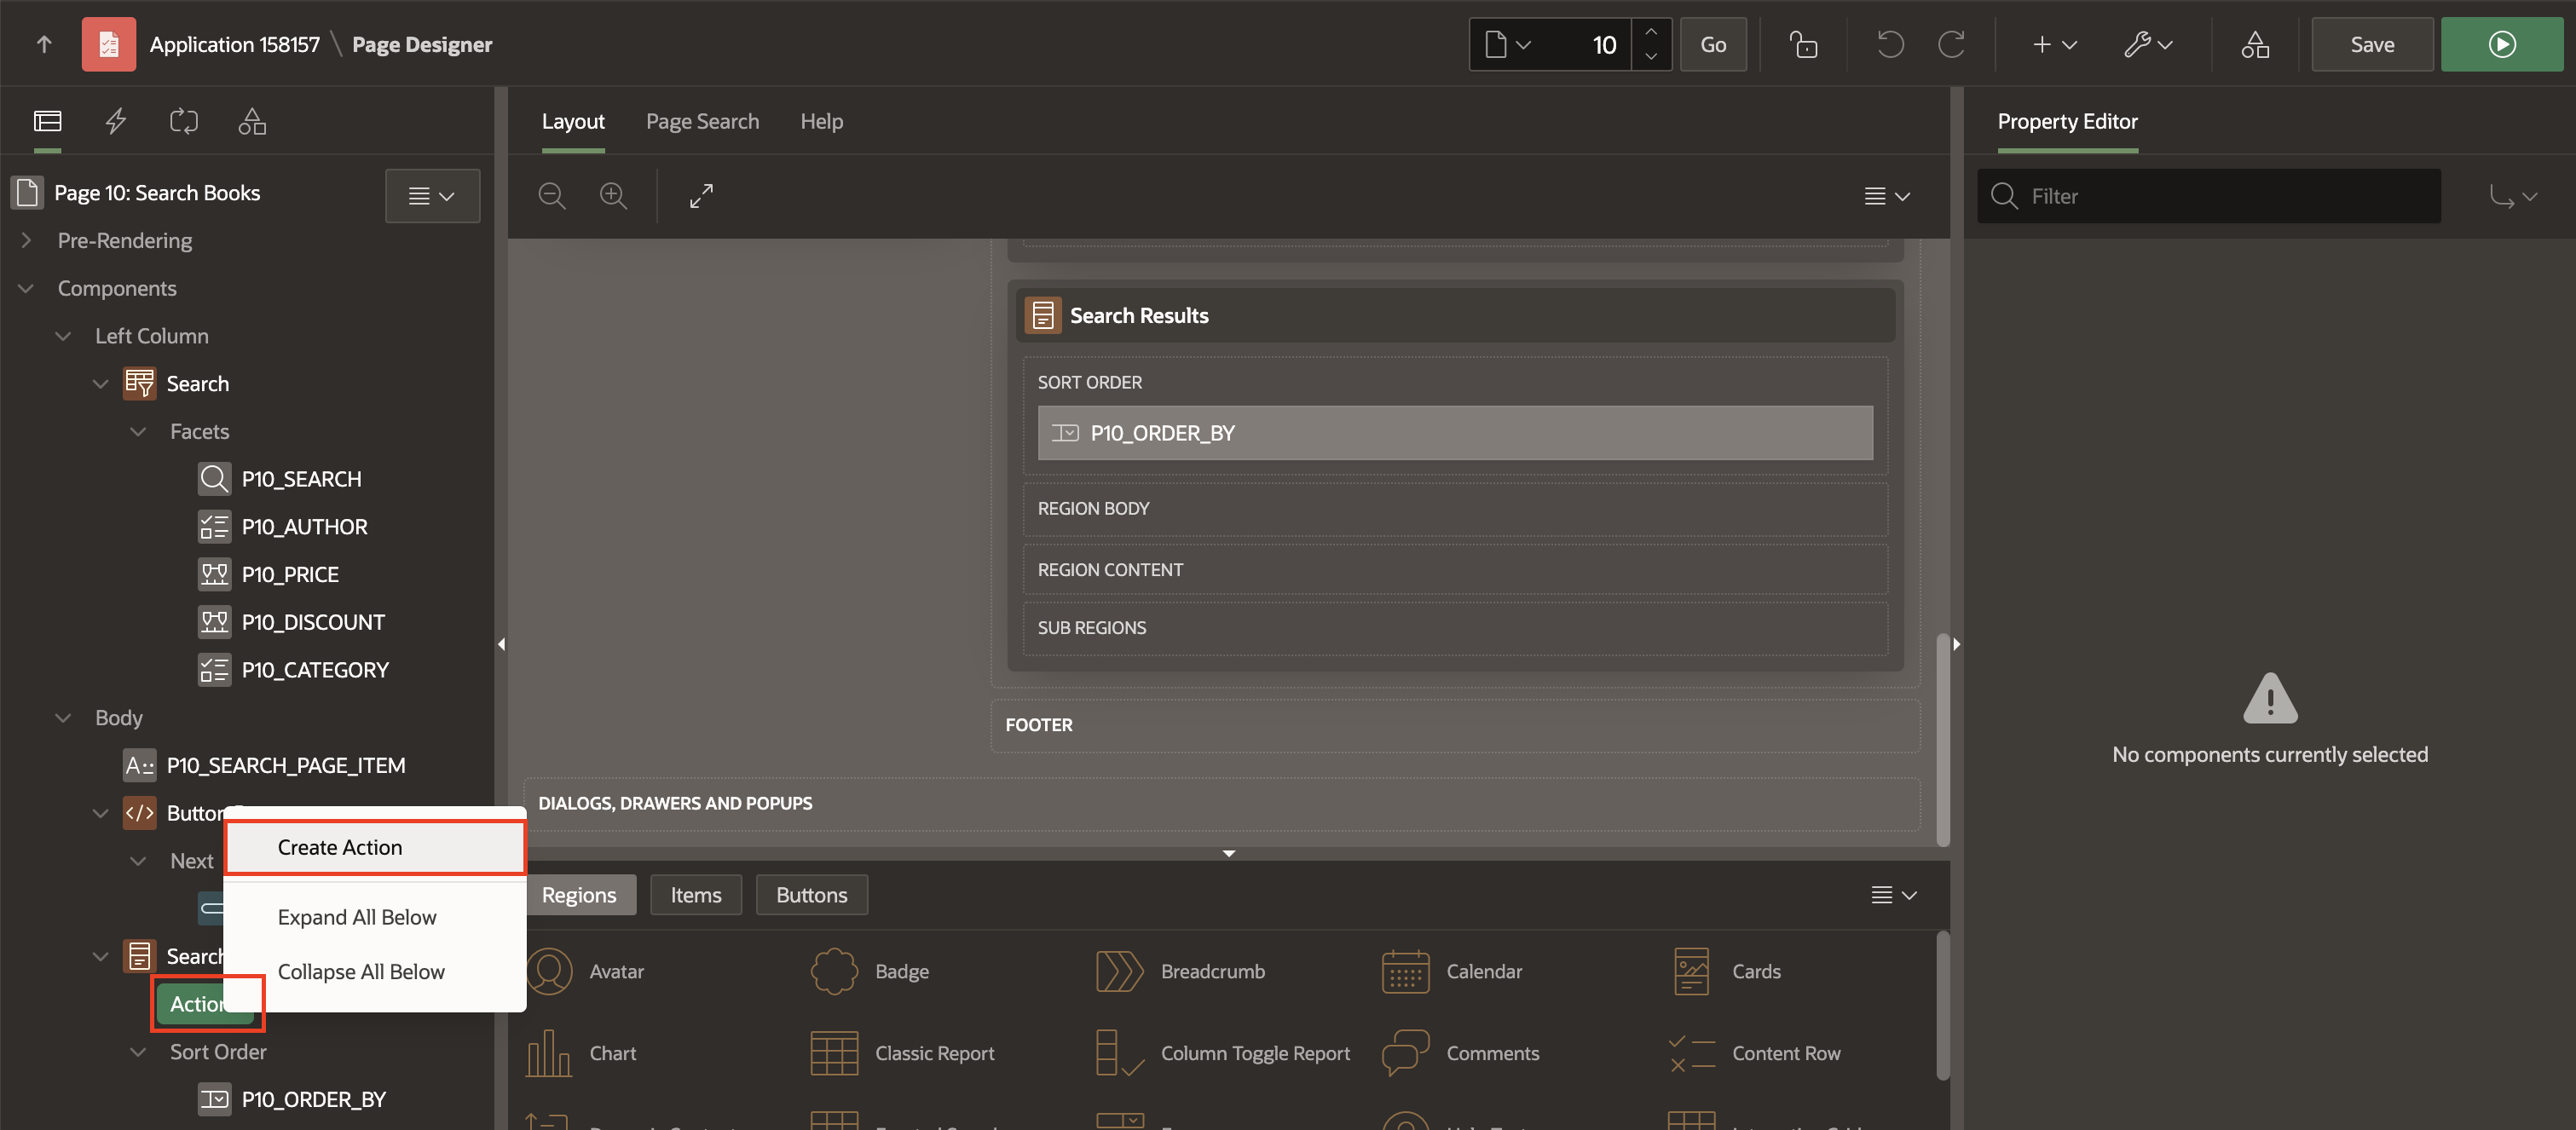 Application 158157 \ Page Designer
10
Go
Save
Layout
Page Search
Help
Property Editor
Page 10: Search Books
Filter
Pre-Rendering
Components
Left Column
Search
Facets
P10_SEARCH
P10_AUTHOR
P10_PRICE
P10_DISCOUNT
P10_CATEGORY
Body
P10_SEARCH_PAGE_ITEM
Next
Search
Sort Order
P10_ORDER_BY
Create Action
Expand All Below
Collapse All Below
Search Results
SORT ORDER
P10_ORDER_BY
REGION BODY
REGION CONTENT
SUB REGIONS
FOOTER
DIALOGS, DRAWERS AND POPUPS
Regions
Items
Buttons
Avatar
Badge
Breadcrumb
Calendar
Cards
Chart
Classic Report
Column Toggle Report
Comments
Content Row
No components currently selected